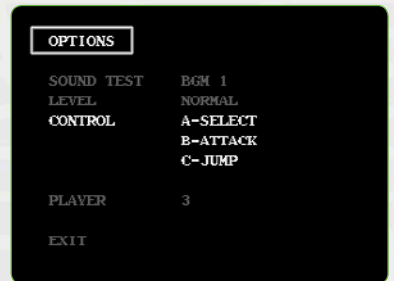 OPTIONS
SOUND TEST BGM 1
LEVEL NORMAL
CONTROL A-SELECT
B-ATTACK
C-JUMP
PLAYER 3
EXIT